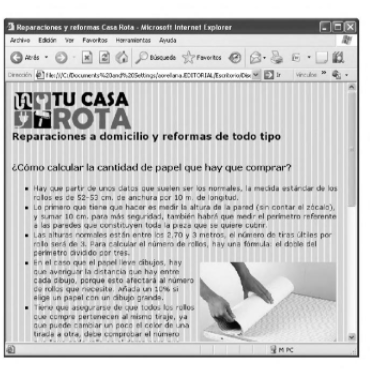 Reparaciones y reformas Casa Rota - Microsoft Internet Explorer
Archivo Edición Ver Favoritos Herramientas Ayuda
Atrás Búsqueda Favoritos
Dirección file://C:/Documents%20and%20Settings/aorellana.EDITORIAL/Escritorio/ Ir Vínculos
TU CASA
ROTA
Reparaciones a domicilio y reformas de todo tipo
¿Cómo calcular la cantidad de papel que hay que comprar?
Hay que partir de unos datos que suelen ser los normales, la medida estándar de los
rollos es de 52-53 cm. de anchura por 10 m. de longitud.
Lo primero que tiene que hacer es medir la altura de la pared (sin contar el zócalo),
y sumar 10 cm. para más seguridad, también habrá que medir el perímetro referente
a las paredes que constituyen toda la pieza que se quiere cubrir.
Las alturas normales están entre los 2,70 y 3 metros, el número de tiras útiles por
rollo será de 3. Para calcular el número de rollos, hay una fórmula: el doble del
perímetro dividido por tres.
En el caso que el papel lleve dibujos, hay
que averiguar la distancia que hay entre
cada dibujo, porque esto afectará al número
de rollos que necesite. Añada un 10% si
elige un papel con un dibujo grande.
Tiene que asegurarse de que todos los rollos
que compre pertenecen al mismo tiraje, ya
que puede cambiar un poco el color de una
tirada a otra, debe comprobar el número
Mi PC